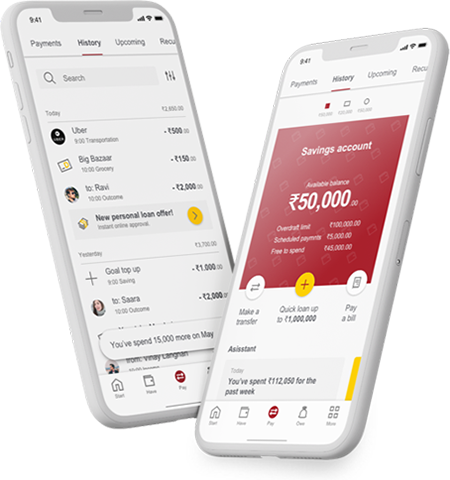 9:41
Payments History Upcoming Recu
Search
Today ₹2,650.00
Uber - ₹500.00
9:00 Transportation
Big Bazaar - ₹150.00
10:00 Grocery
to: Ravi - ₹2,000.00
10:00 Outcome
New personal loan offer!
Instant online approval.
Yesterday ₹3,700.00
Goal top up - ₹1.000.00
9:00 Saving
to: Saara - ₹2,000.00
10:00 Outcome
You've spend 15,000 more on May
from: Vinay Langhan
Start Have Pay
9:41
Payments History Upcoming
Savings account
Available balance
₹50,000.00
Overdraft limit ₹100,000.00
Scheduled paymnts ₹5,000.00
Free to spend ₹45,000.00
Make a transfer
Quick loan up to ₹1,000,000
Pay a bill
Asisstant
Today
You've spent ₹112,050 for the
past week
Start Have Pay Owe More